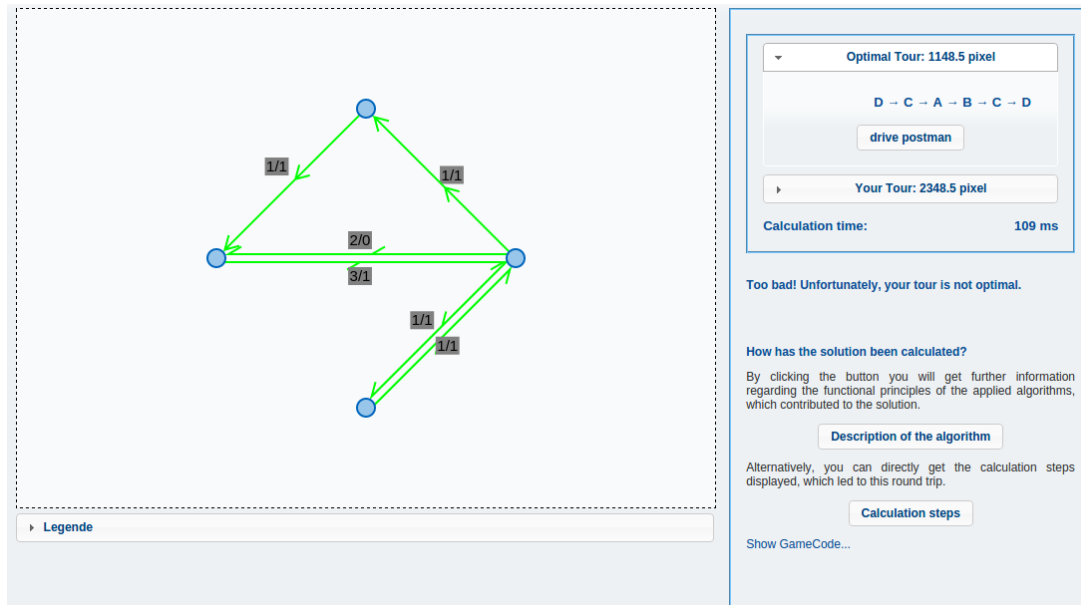 1/1
1/1
2/0
3/1
1/1
1/1
Legende
Optimal Tour: 1148.5 pixel
D → C → A → B → C → D
drive postman
Your Tour: 2348.5 pixel
Calculation time: 109 ms
Too bad! Unfortunately, your tour is not optimal.
How has the solution been calculated?
By clicking the button you will get further information
regarding the functional principles of the applied algorithms,
which contributed to the solution.
Description of the algorithm
Alternatively, you can directly get the calculation steps
displayed, which led to this round trip.
Calculation steps
Show GameCode...